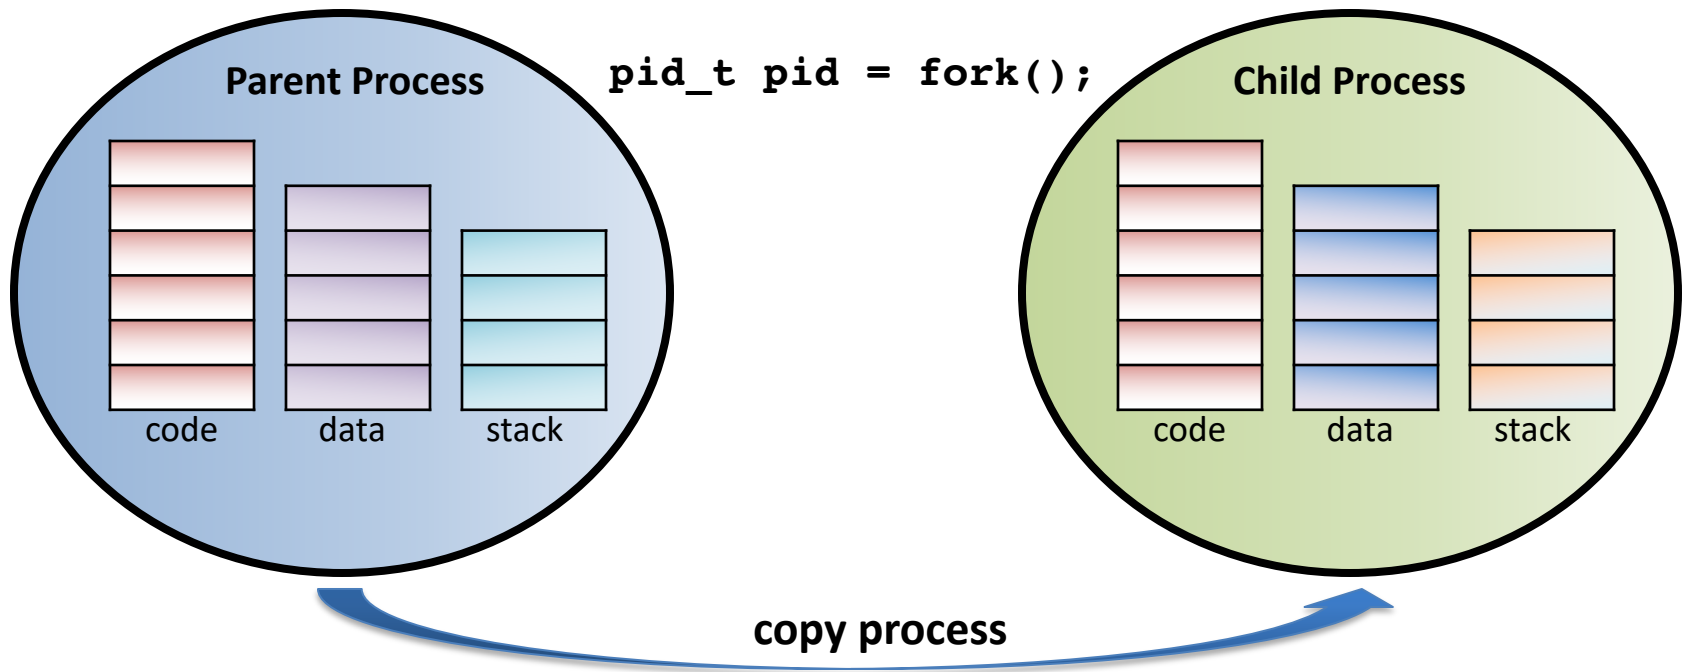 Parent Process
pid_t pid = fork();
Child Process
code
data
stack
code
data
stack
copy process